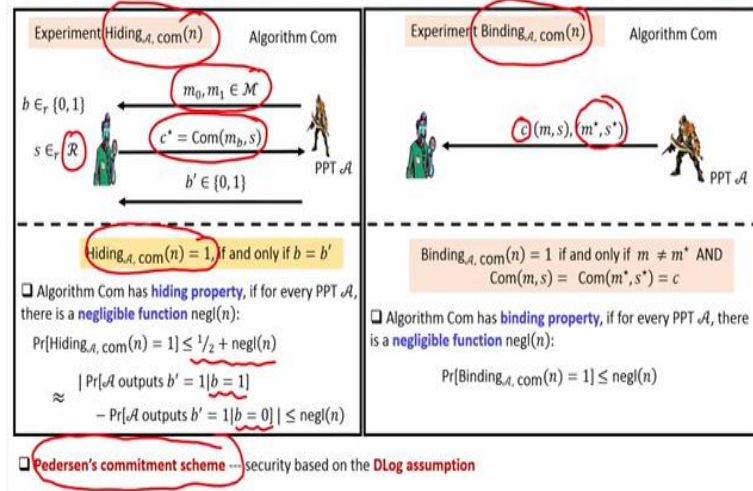 Experiment Hiding𝒜, com(n)
Algorithm Com
m₀, m₁ ∈ ℳ
b ∈ᵣ {0, 1}
c* = Com(m_b, s)
s ∈ᵣ ℛ
PPT 𝒜
b′ ∈ {0, 1}
Hiding𝒜, com(n) = 1, if and only if b = b′
❑ Algorithm Com has hiding property, if for every PPT 𝒜,
there is a negligible function negl(n):
Pr[Hiding𝒜, com(n) = 1] ≤ ½ + negl(n)
≈
| Pr[𝒜 outputs b′ = 1|b = 1]
− Pr[𝒜 outputs b′ = 1|b = 0] | ≤ negl(n)
Experiment Binding𝒜, com(n)
Algorithm Com
c (m, s), (m*, s*)
PPT 𝒜
Binding𝒜, com(n) = 1 if and only if m ≠ m* AND
Com(m, s) = Com(m*, s*) = c
❑ Algorithm Com has binding property, if for every PPT 𝒜, there
is a negligible function negl(n):
Pr[Binding𝒜, com(n) = 1] ≤ negl(n)
❑ Pedersen's commitment scheme --- security based on the DLog assumption